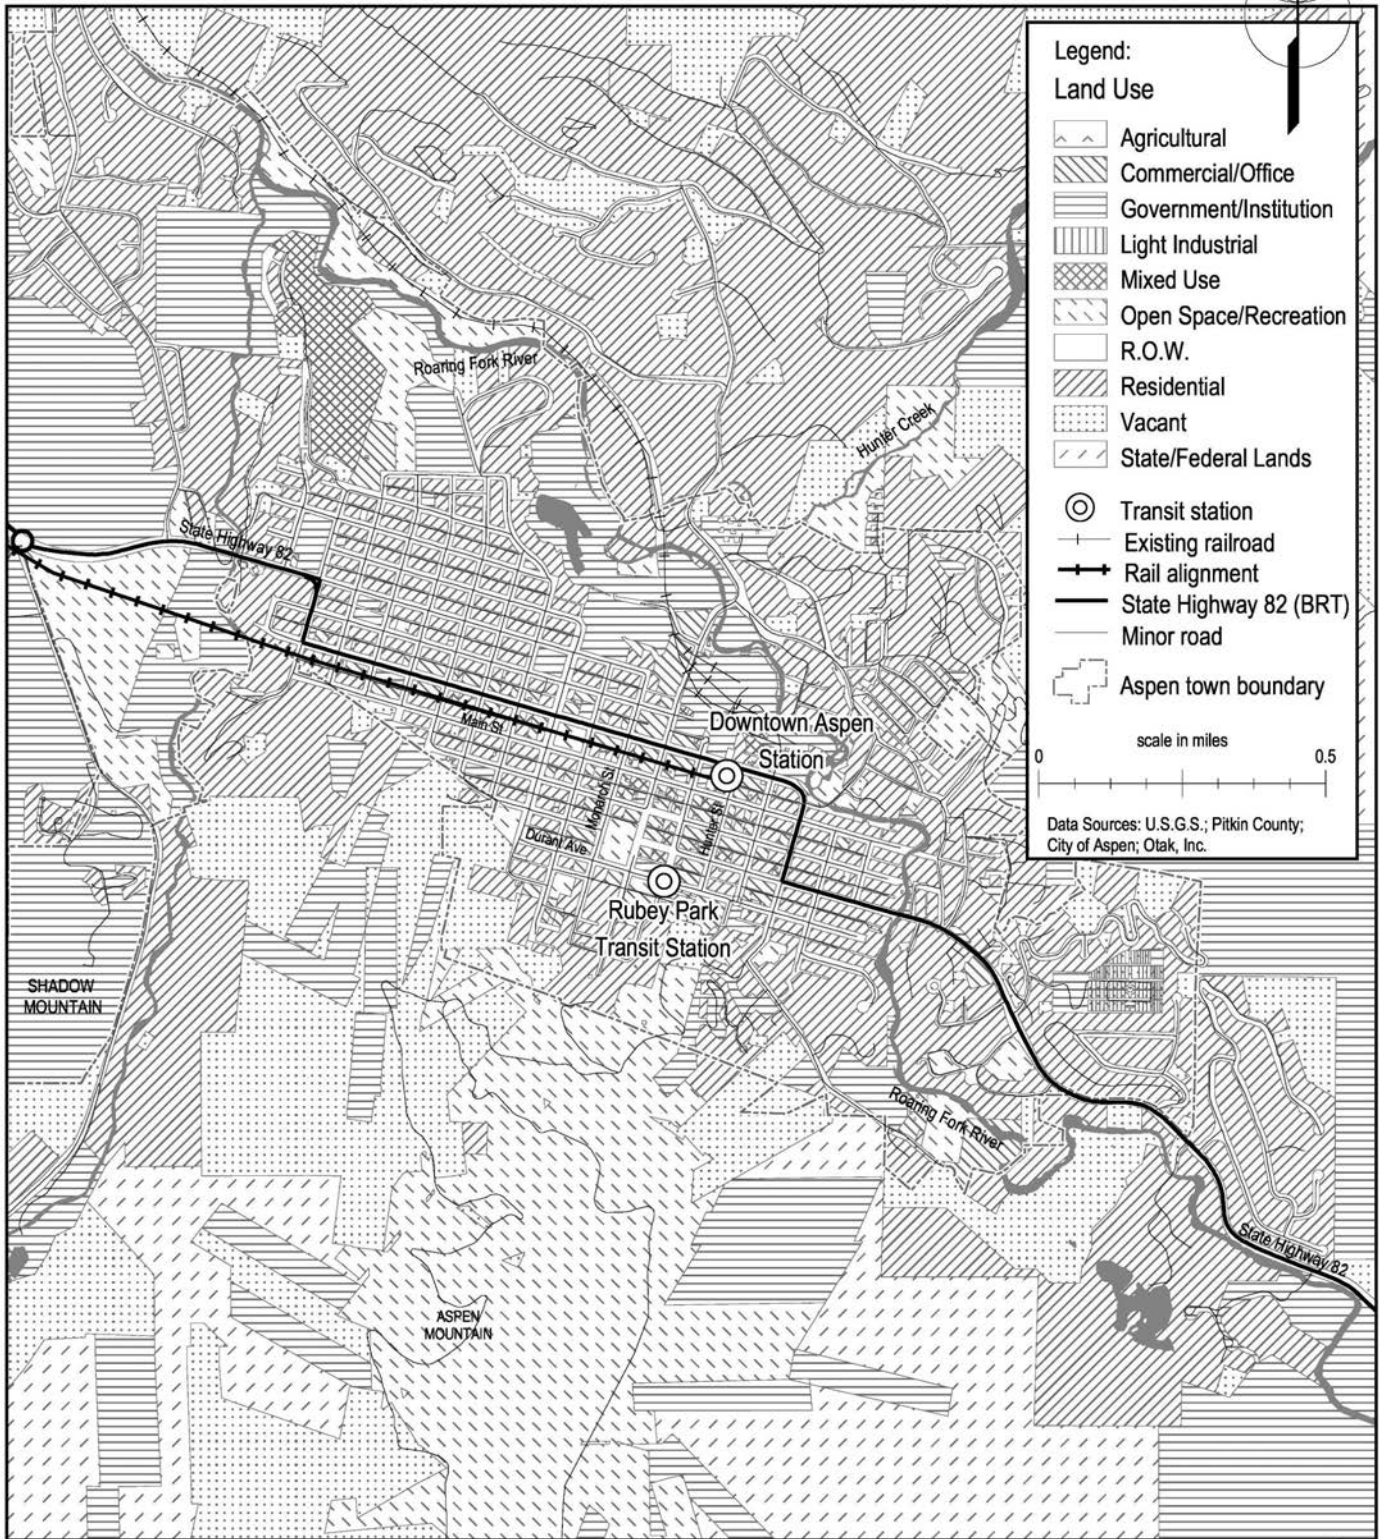 Legend:
Land Use
Agricultural
Commercial/Office
Government/Institution
Light Industrial
Mixed Use
Open Space/Recreation
R.O.W.
Residential
Vacant
State/Federal Lands
Transit station
Existing railroad
Rail alignment
State Highway 82 (BRT)
Minor road
Aspen town boundary
scale in miles
0 0.5
Data Sources: U.S.G.S.; Pitkin County;
City of Aspen; Otak, Inc.
Roaring Fork River
Hunter Creek
State Highway 82
Main St
Downtown Aspen
Station
Monarch St
Hunter St
Durant Ave
Rubey Park
Transit Station
SHADOW
MOUNTAIN
Roaring Fork River
State Highway 82
ASPEN
MOUNTAIN